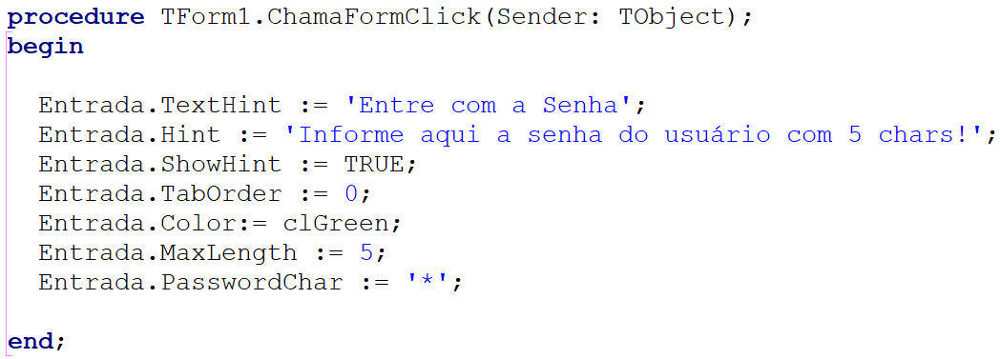 procedure TForm1.ChamaFormClick(Sender: TObject);
begin
Entrada.TextHint := 'Entre com a Senha';
Entrada.Hint := 'Informe aqui a senha do usuário com 5 chars!';
Entrada.ShowHint := TRUE;
Entrada.TabOrder := 0;
Entrada.Color:= clGreen;
Entrada.MaxLength := 5;
Entrada.PasswordChar := '*';
end;